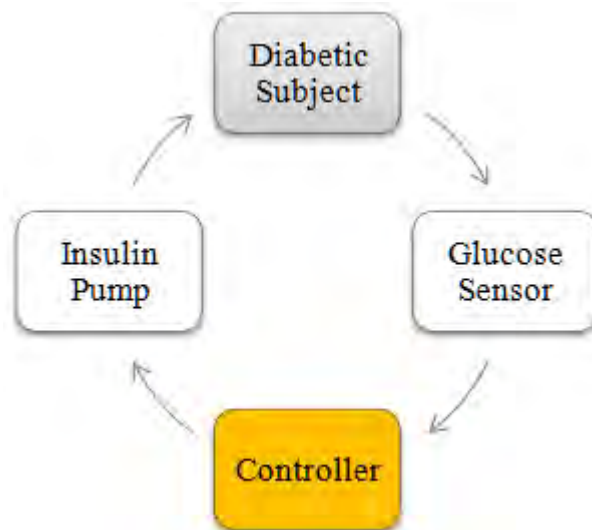 Diabetic
Subject
Insulin
Pump
Glucose
Sensor
Controller